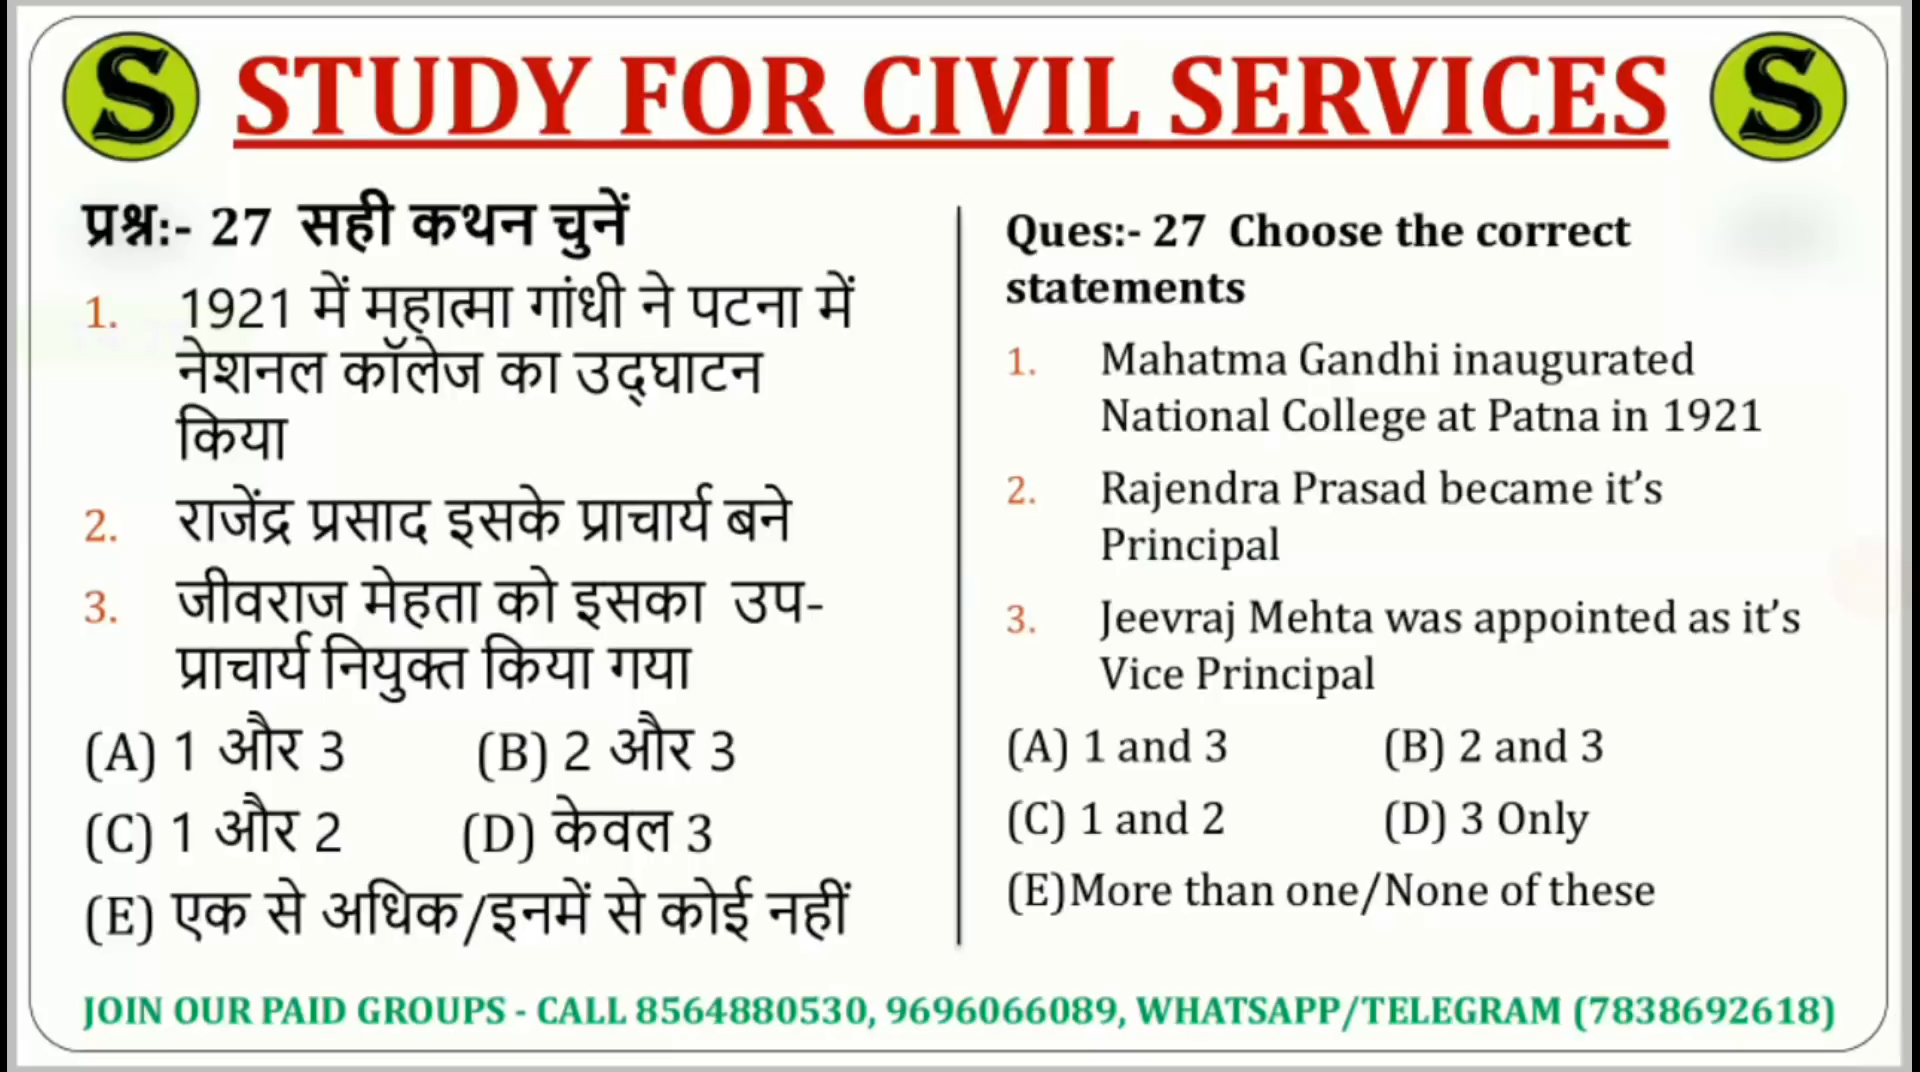 S STUDY FOR CIVIL SERVICES S
प्रश्न:- 27 सही कथन चुनें
1. 1921 में महात्मा गांधी ने पटना में
नेशनल कॉलेज का उद्घाटन
किया
2. राजेंद्र प्रसाद इसके प्राचार्य बने
3. जीवराज मेहता को इसका उप-
प्राचार्य नियुक्त किया गया
(A) 1 और 3 (B) 2 और 3
(C) 1 और 2 (D) केवल 3
(E) एक से अधिक/इनमें से कोई नहीं
Ques:- 27 Choose the correct
statements
1. Mahatma Gandhi inaugurated
National College at Patna in 1921
2. Rajendra Prasad became it’s
Principal
3. Jeevraj Mehta was appointed as it’s
Vice Principal
(A) 1 and 3 (B) 2 and 3
(C) 1 and 2 (D) 3 Only
(E)More than one/None of these
JOIN OUR PAID GROUPS - CALL 8564880530, 9696066089, WHATSAPP/TELEGRAM (7838692618)